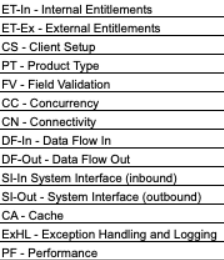 ET-In - Internal Entitlements
ET-Ex - External Entitlements
CS - Client Setup
PT - Product Type
FV - Field Validation
CC - Concurrency
CN - Connectivity
DF-In - Data Flow In
DF-Out - Data Flow Out
SI-In System Interface (inbound)
SI-Out - System Interface (outbound)
CA - Cache
ExHL - Exception Handling and Logging
PF - Performance